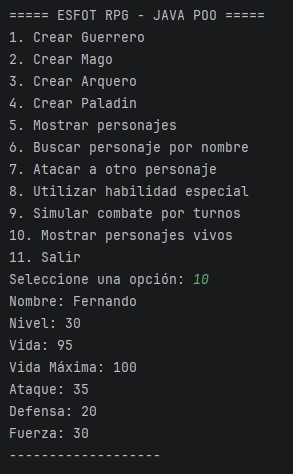 ===== ESFOT RPG - JAVA POO =====
1. Crear Guerrero
2. Crear Mago
3. Crear Arquero
4. Crear Paladin
5. Mostrar personajes
6. Buscar personaje por nombre
7. Atacar a otro personaje
8. Utilizar habilidad especial
9. Simular combate por turnos
10. Mostrar personajes vivos
11. Salir
Seleccione una opción: 10
Nombre: Fernando
Nivel: 30
Vida: 95
Vida Máxima: 100
Ataque: 35
Defensa: 20
Fuerza: 30
-------------------